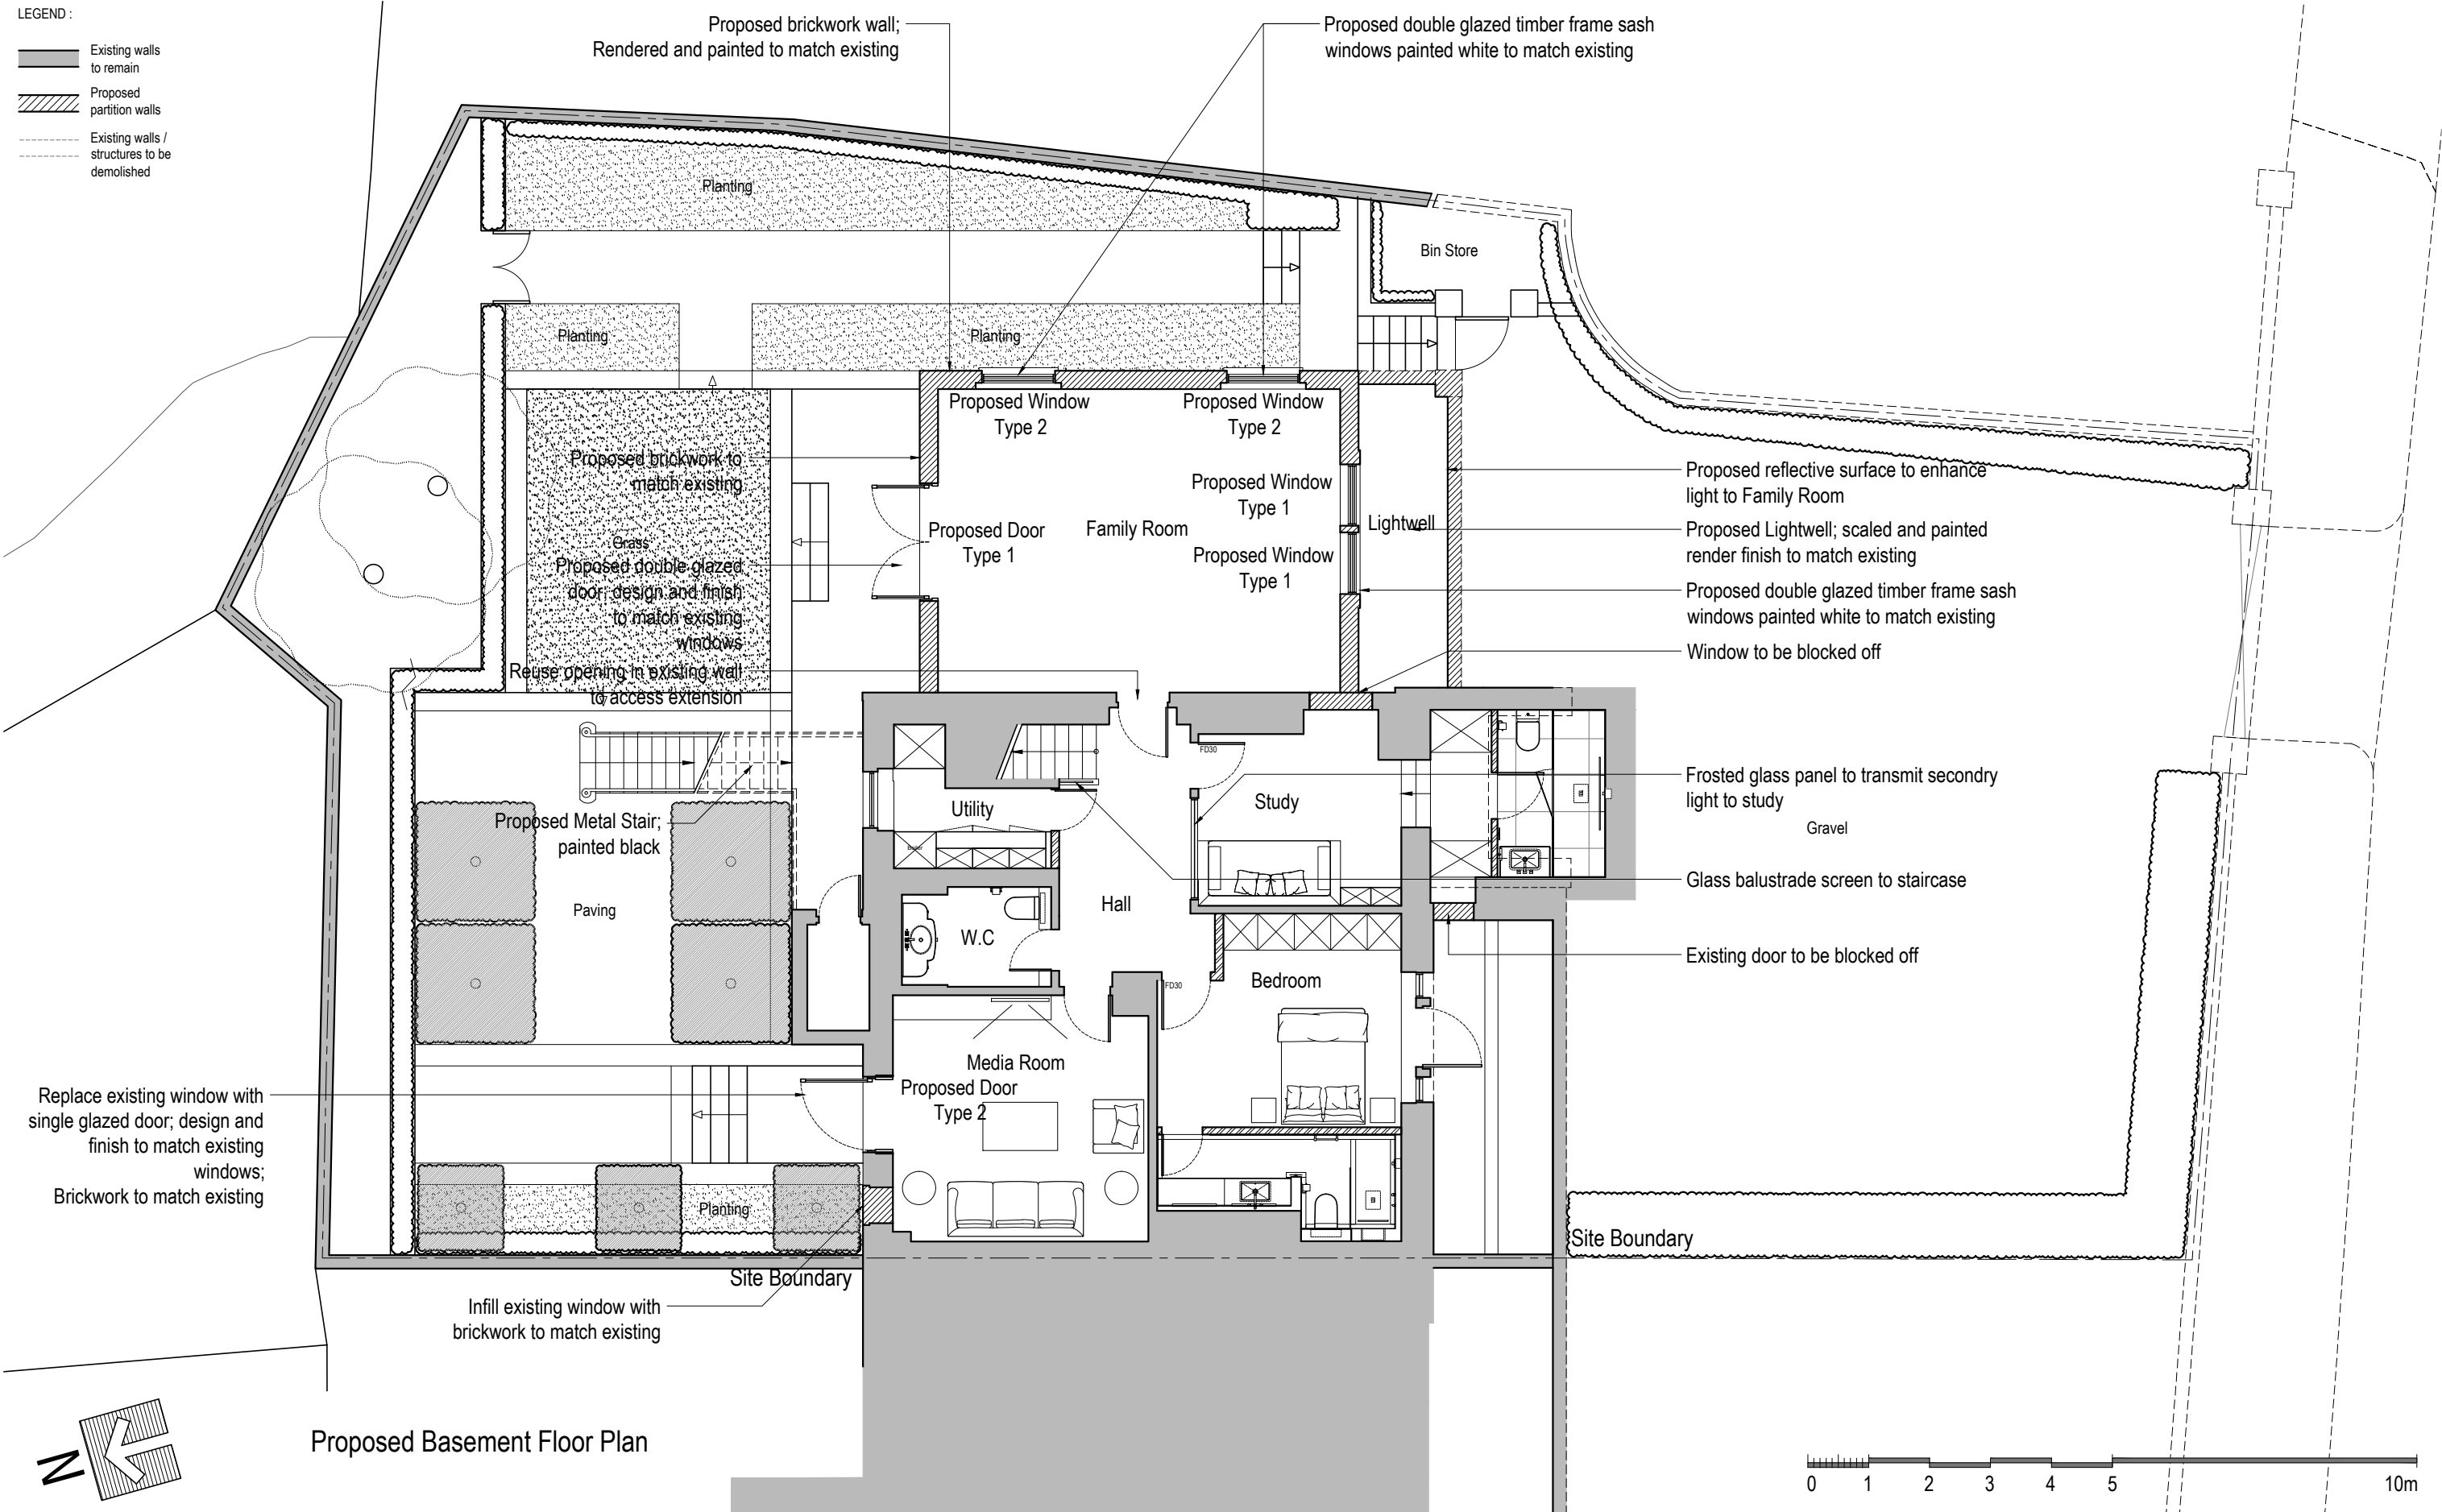 LEGEND :
Existing walls
to remain
Proposed
partition walls
Existing walls /
structures to be
demolished
Proposed brickwork wall;
Rendered and painted to match existing
Proposed double glazed timber frame sash
windows painted white to match existing
Planting
Bin Store
Planting
Planting
Proposed Window
Type 2
Proposed Window
Type 2
Proposed brickwork to
match existing
Proposed Window
Type 1
Proposed Door
Type 1
Family Room
Lightwell
Proposed Window
Type 1
Grass
Proposed double glazed
door; design and finish
to match existing
windows
Reuse opening in existing wall
to access extension
Proposed reflective surface to enhance
light to Family Room
Proposed Lightwell; scaled and painted
render finish to match existing
Proposed double glazed timber frame sash
windows painted white to match existing
Window to be blocked off
FD30
Frosted glass panel to transmit secondry
light to study
Gravel
Utility
Study
Boiler
Proposed Metal Stair;
painted black
Glass balustrade screen to staircase
Paving
Hall
W.C
Existing door to be blocked off
FD30
Bedroom
Media Room
Proposed Door
Type 2
Replace existing window with
single glazed door; design and
finish to match existing
windows;
Brickwork to match existing
Planting
Site Boundary
Site Boundary
Infill existing window with
brickwork to match existing
N
Proposed Basement Floor Plan
0 1 2 3 4 5 10m